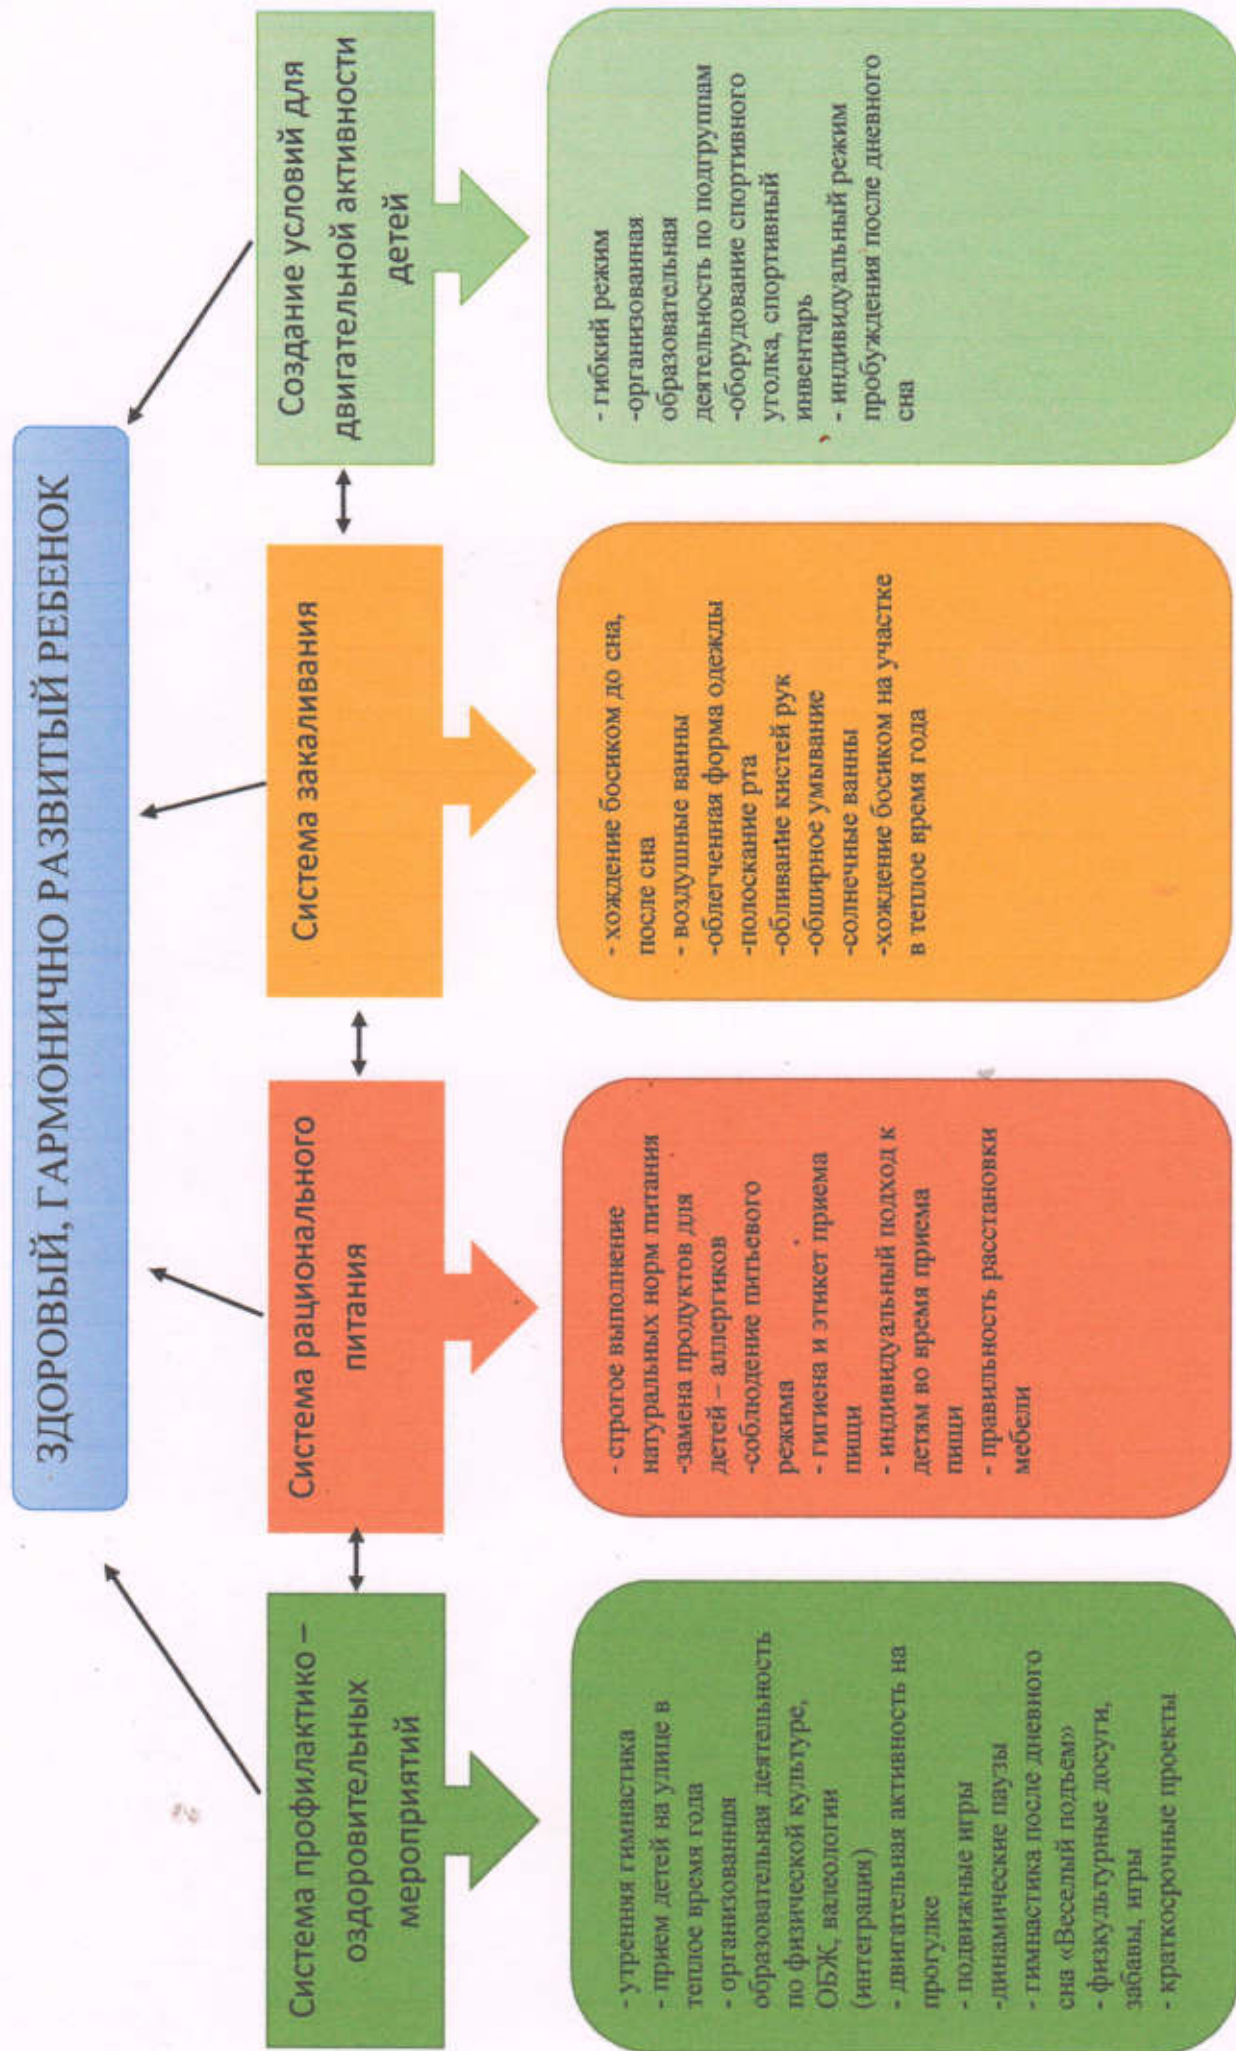 ЗДОРОВЫЙ, ГАРМОНИЧНО РАЗВИТЫЙ РЕБЕНОК
Система профилактико –
оздоровительных
мероприятий
Система рационального
питания
Система закаливания
Создание условий для
двигательной активности
детей
- утренняя гимнастика
- прием детей на улице в
теплое время года
- организованная
образовательная деятельность
по физической культуре,
ОБЖ, валеологии
(интеграция)
- двигательная активность на
прогулке
- подвижные игры
-динамические паузы
- гимнастика после дневного
сна «Веселый подъем»
- физкультурные досуги,
забавы, игры
- краткосрочные проекты
- строгое выполнение
натуральных норм питания
-замена продуктов для
детей – аллергиков
-соблюдение питьевого
режима
- гигиена и этикет приема
пищи
- индивидуальный подход к
детям во время приема
пищи
- правильность расстановки
мебели
- хождение босиком до сна,
после сна
- воздушные ванны
-облегченная форма одежды
-полоскание рта
-обливание кистей рук
-обширное умывание
-солнечные ванны
-хождение босиком на участке
в теплое время года
- гибкий режим
-организованная
образовательная
деятельность по подгруппам
-оборудование спортивного
уголка, спортивный
инвентарь
- индивидуальный режим
пробуждения после дневного
сна